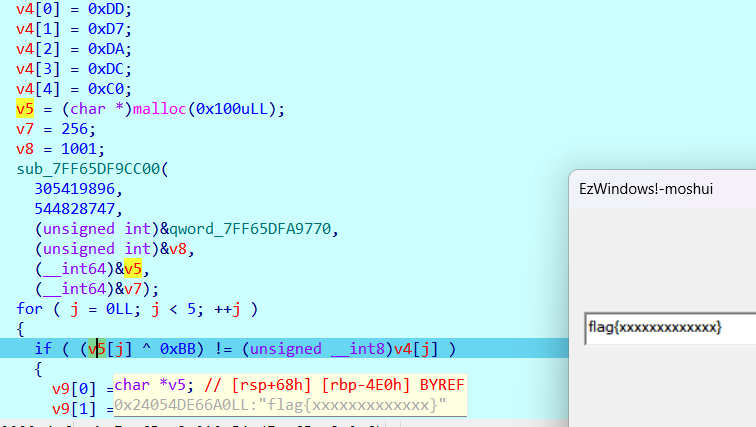 v4[0] = 0xDD;
v4[1] = 0xD7;
v4[2] = 0xDA;
v4[3] = 0xDC;
v4[4] = 0xC0;
v5 = (char *)malloc(0x100uLL);
v7 = 256;
v8 = 1001;
sub_7FF65DF9CC00(
305419896,
544828747,
(unsigned int)&qword_7FF65DFA9770,
(unsigned int)&v8,
(__int64)&v5,
(__int64)&v7);
for ( j = 0LL; j < 5; ++j )
{
if ( (v5[j] ^ 0xBB) != (unsigned __int8)v4[j] )
{
v9[0] =
v9[1] =
char *v5; // [rsp+68h] [rbp-4E0h] BYREF
0x24054DE66A0LL:"flag{xxxxxxxxxxxxx}"
EzWindows!-moshui
flag{xxxxxxxxxxxxx}